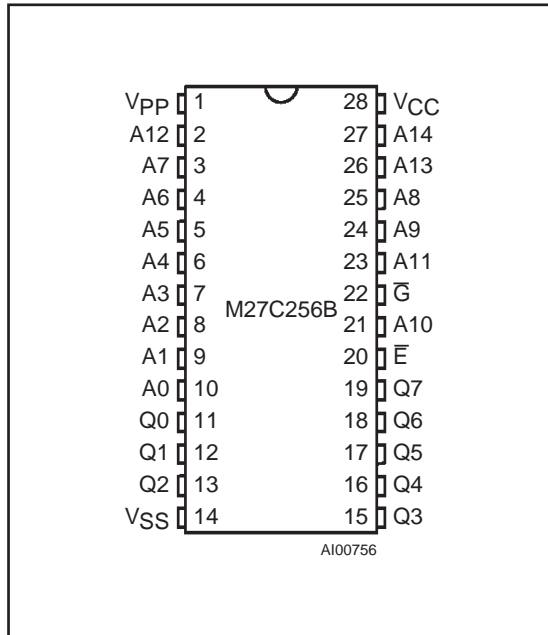 VPP 1 28 VCC
A12 2 27 A14
A7 3 26 A13
A6 4 25 A8
A5 5 24 A9
A4 6 23 A11
A3 7 22 G̅
A2 8 21 A10
M27C256B
A1 9 20 E̅
A0 10 19 Q7
Q0 11 18 Q6
Q1 12 17 Q5
Q2 13 16 Q4
VSS 14 15 Q3
AI00756